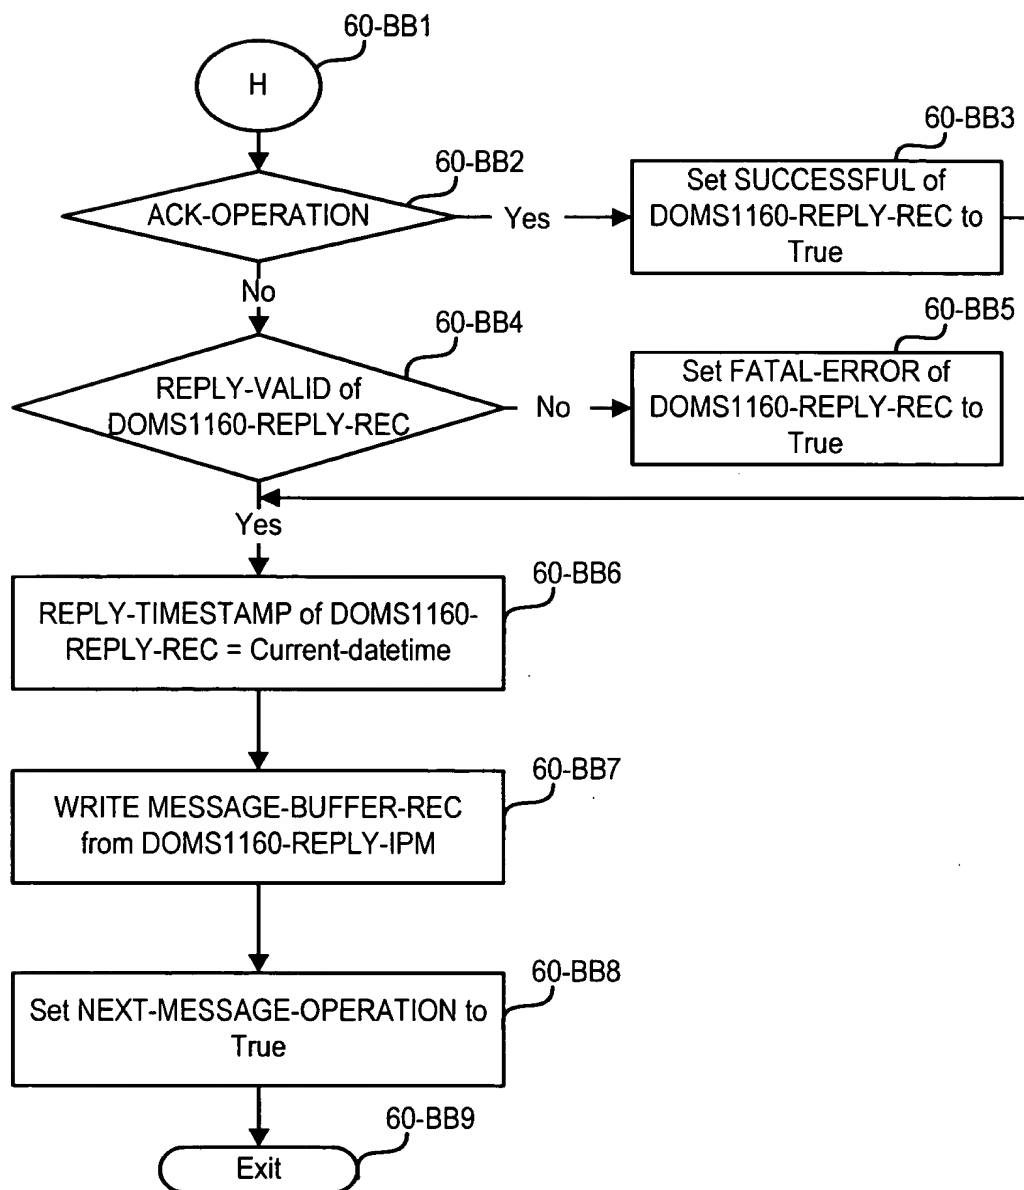 60-BB1
H
60-BB2
ACK-OPERATION
Yes
60-BB3
Set SUCCESSFUL of
DOMS1160-REPLY-REC to
True
No
60-BB4
REPLY-VALID of
DOMS1160-REPLY-REC
No
60-BB5
Set FATAL-ERROR of
DOMS1160-REPLY-REC to
True
Yes
60-BB6
REPLY-TIMESTAMP of DOMS1160-
REPLY-REC = Current-datetime
60-BB7
WRITE MESSAGE-BUFFER-REC
from DOMS1160-REPLY-IPM
60-BB8
Set NEXT-MESSAGE-OPERATION to
True
60-BB9
Exit